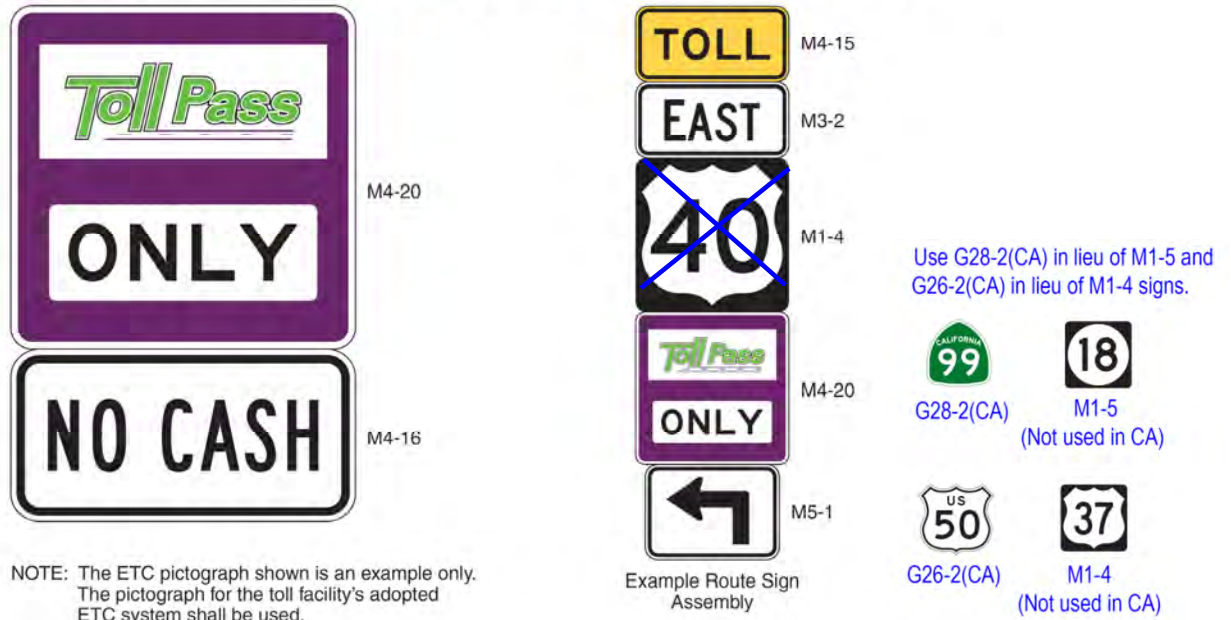 Toll Pass
ONLY
M4-20
NO CASH
M4-16
NOTE: The ETC pictograph shown is an example only.
The pictograph for the toll facility's adopted
ETC system shall be used.
TOLL
M4-15
EAST
M3-2
40
M1-4
Toll Pass
ONLY
M4-20
M5-1
Example Route Sign
Assembly
Use G28-2(CA) in lieu of M1-5 and
G26-2(CA) in lieu of M1-4 signs.
CALIFORNIA
99
G28-2(CA)
18
M1-5
(Not used in CA)
US
50
G26-2(CA)
37
M1-4
(Not used in CA)